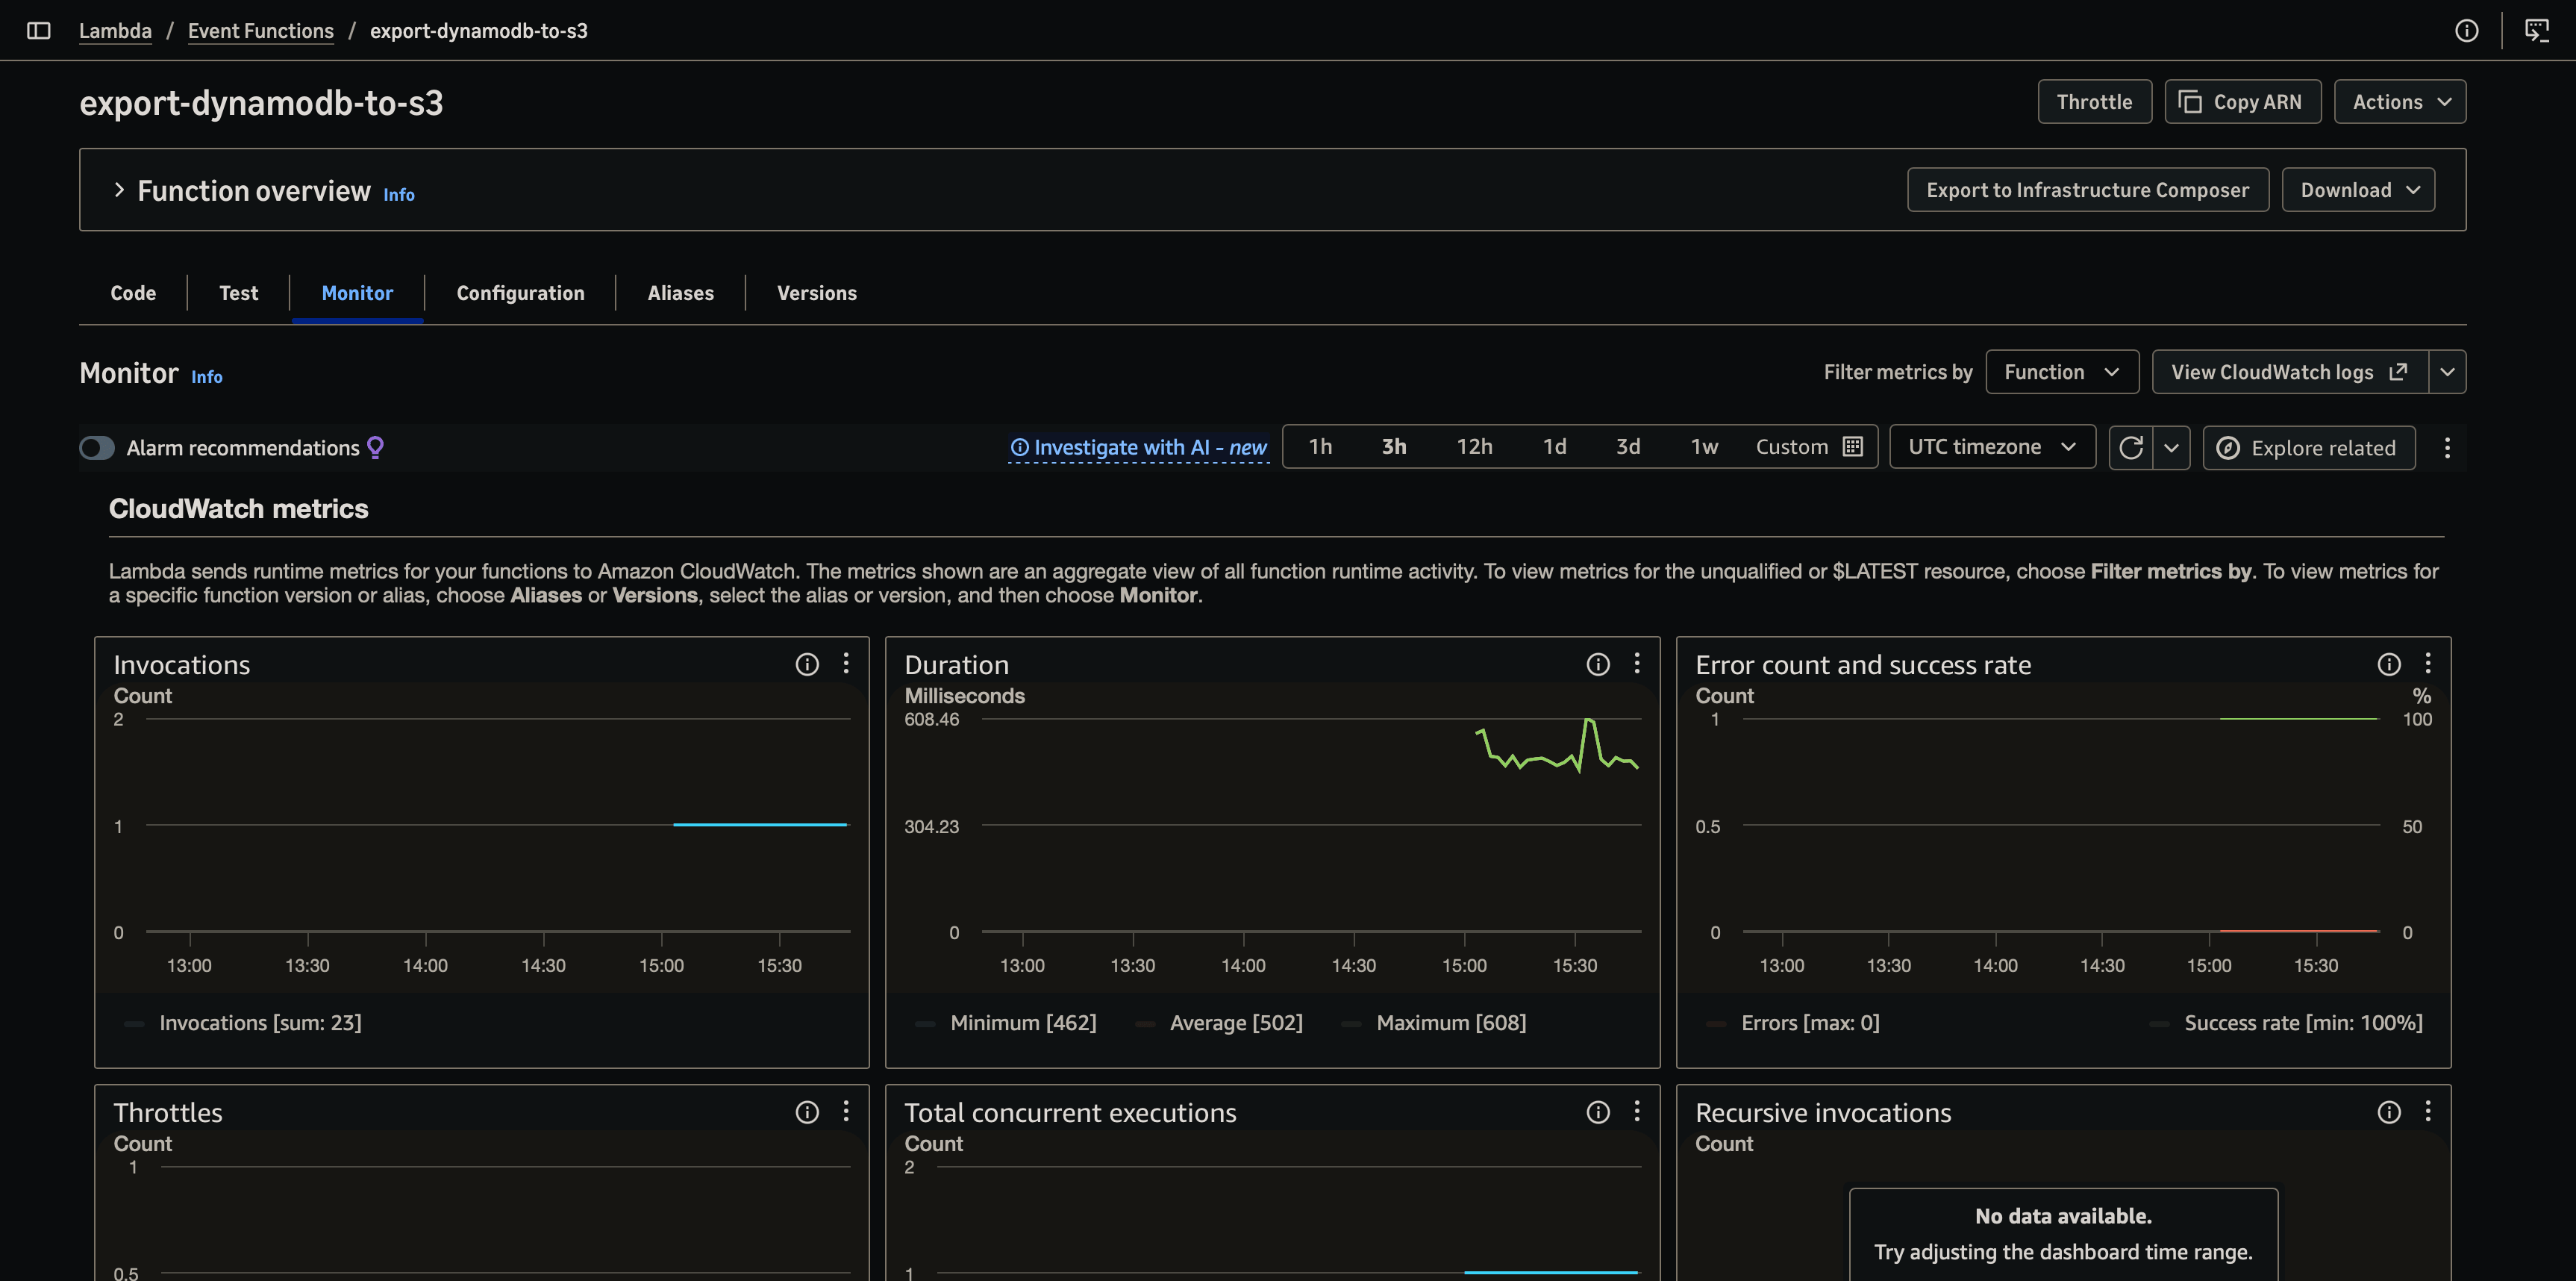 Lambda / Event Functions / export-dynamodb-to-s3
export-dynamodb-to-s3
Throttle
Copy ARN
Actions
Function overview Info
Export to Infrastructure Composer
Download
Code
Test
Monitor
Configuration
Aliases
Versions
Monitor Info
Filter metrics by
Function
View CloudWatch logs
Alarm recommendations
Investigate with AI - new
1h
3h
12h
1d
3d
1w
Custom
UTC timezone
Explore related
CloudWatch metrics
Lambda sends runtime metrics for your functions to Amazon CloudWatch. The metrics shown are an aggregate view of all function runtime activity. To view metrics for the unqualified or $LATEST resource, choose Filter metrics by. To view metrics for
a specific function version or alias, choose Aliases or Versions, select the alias or version, and then choose Monitor.
Invocations
Count
2
1
0
13:00
13:30
14:00
14:30
15:00
15:30
Invocations [sum: 23]
Duration
Milliseconds
608.46
304.23
0
13:00
13:30
14:00
14:30
15:00
15:30
Minimum [462]
Average [502]
Maximum [608]
Error count and success rate
Count
%
1
100
0.5
50
0
0
13:00
13:30
14:00
14:30
15:00
15:30
Errors [max: 0]
Success rate [min: 100%]
Throttles
Count
1
0.5
Total concurrent executions
Count
2
1
Recursive invocations
Count
No data available.
Try adjusting the dashboard time range.